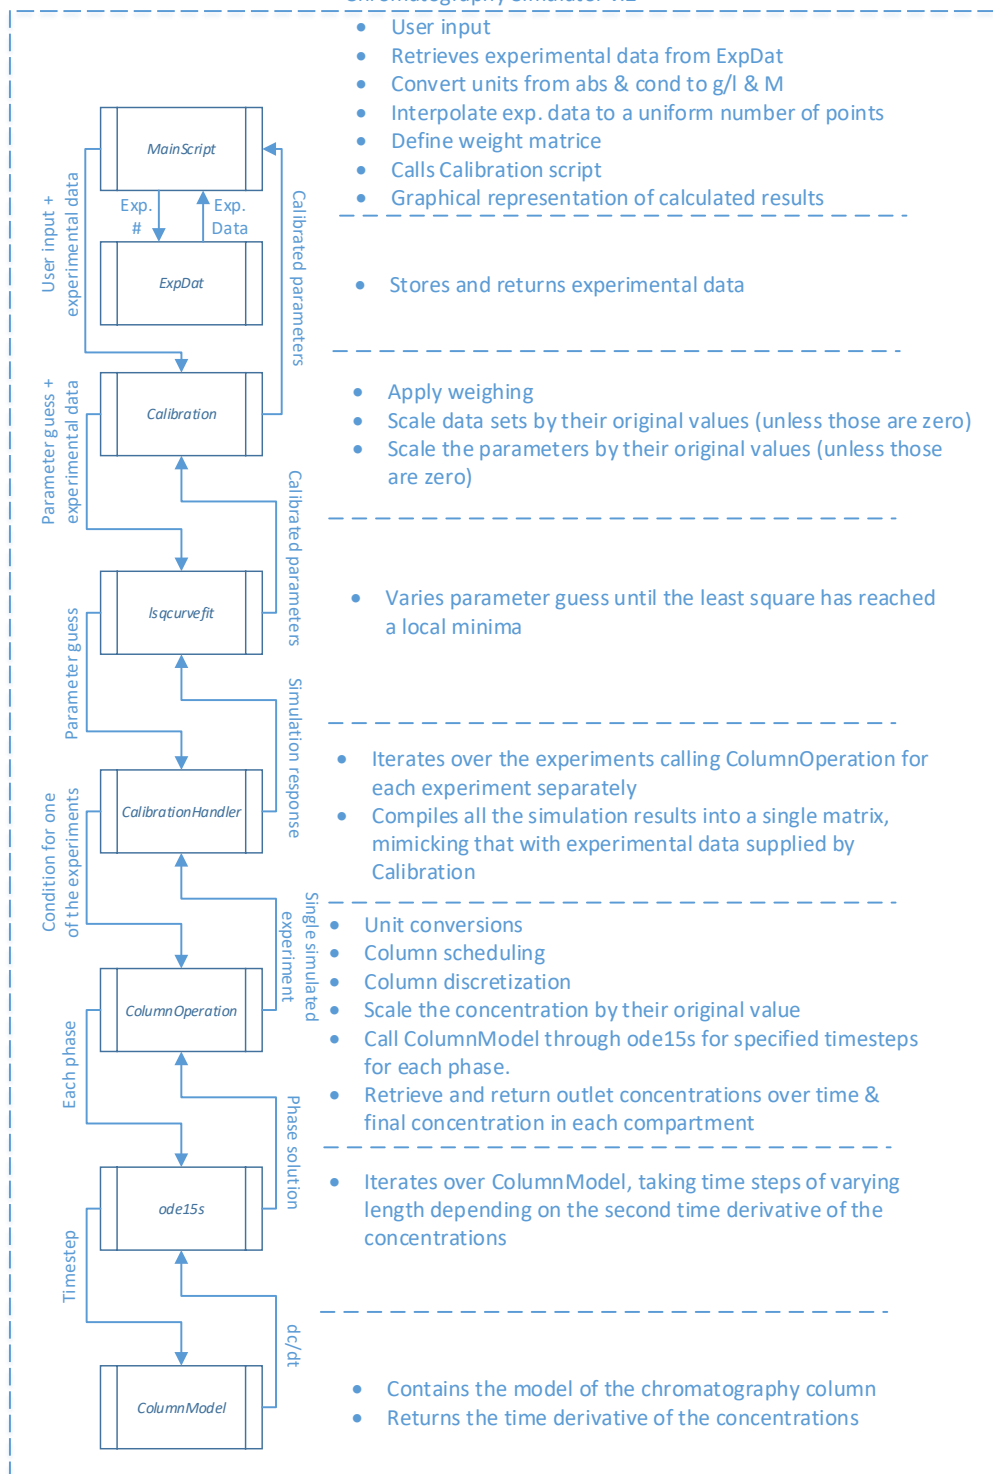 • User input
• Retrieves experimental data from ExpDat
• Convert units from abs & cond to g/l & M
• Interpolate exp. data to a uniform number of points
• Define weight matrice
• Calls Calibration script
• Graphical representation of calculated results
MainScript
User input +
experimental data
Exp.
#
Exp.
Data
Calibrated parameters
ExpDat
• Stores and returns experimental data
Calibration
• Apply weighing
• Scale data sets by their original values (unless those are zero)
• Scale the parameters by their original values (unless those
are zero)
Parameter guess +
experimental data
Calibrated parameters
lsqcurvefit
• Varies parameter guess until the least square has reached
a local minima
Parameter guess
Simulation response
CalibrationHandler
• Iterates over the experiments calling ColumnOperation for
each experiment separately
• Compiles all the simulation results into a single matrix,
mimicking that with experimental data supplied by
Calibration
Condition for one
of the experiments
Single simulated
experiment
ColumnOperation
• Unit conversions
• Column scheduling
• Column discretization
• Scale the concentration by their original value
• Call ColumnModel through ode15s for specified timesteps
for each phase.
• Retrieve and return outlet concentrations over time &
final concentration in each compartment
Each phase
Phase solution
ode15s
• Iterates over ColumnModel, taking time steps of varying
length depending on the second time derivative of the
concentrations
Timestep
dc/dt
ColumnModel
• Contains the model of the chromatography column
• Returns the time derivative of the concentrations